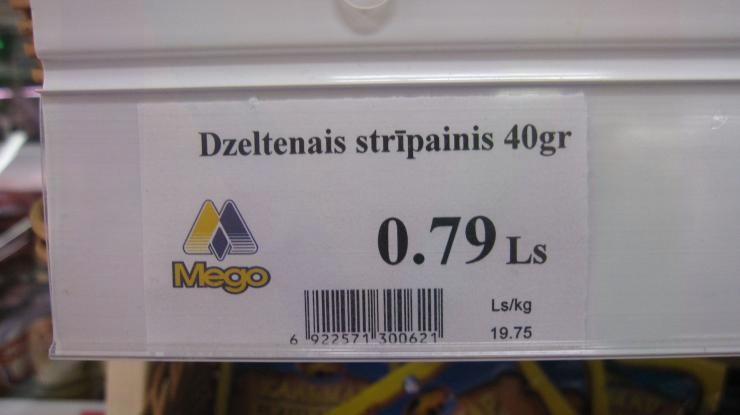 Dzeltenais strīpainis 40gr
0.79 Ls
Mego
Ls/kg
19.75
6 922571 300621